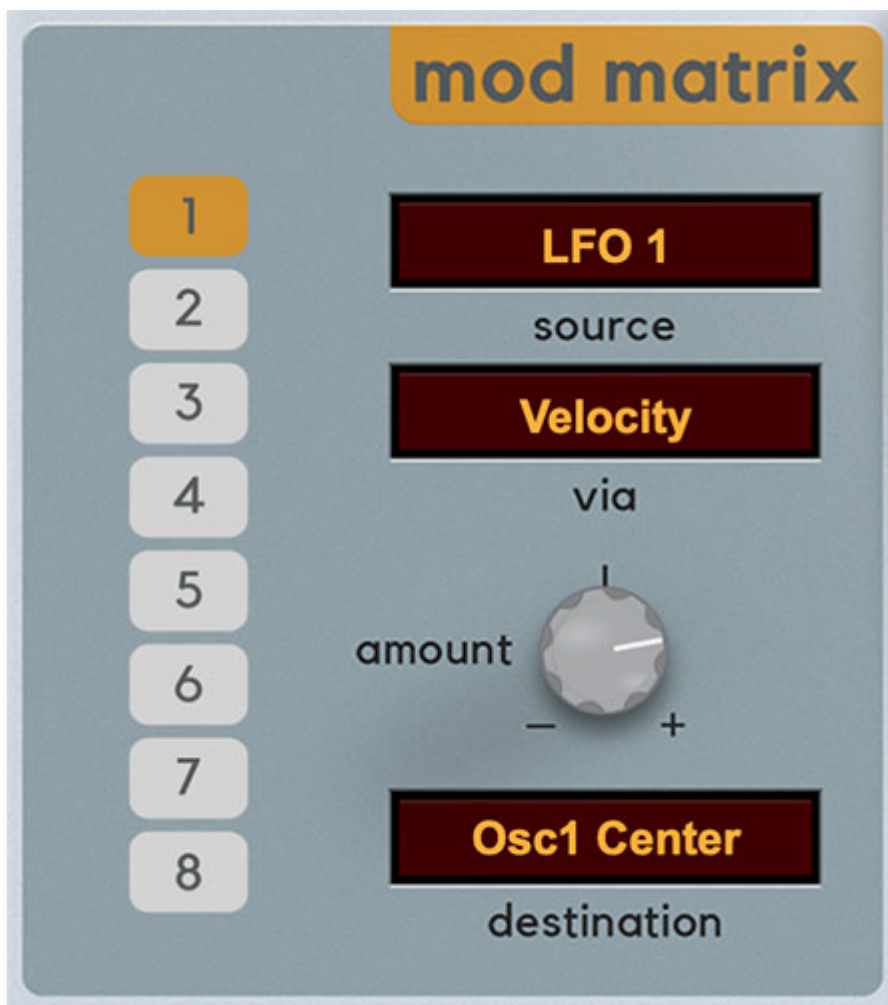 mod matrix
1
2
3
4
5
6
7
8
LFO 1
source
Velocity
via
amount
– +
Osc1 Center
destination